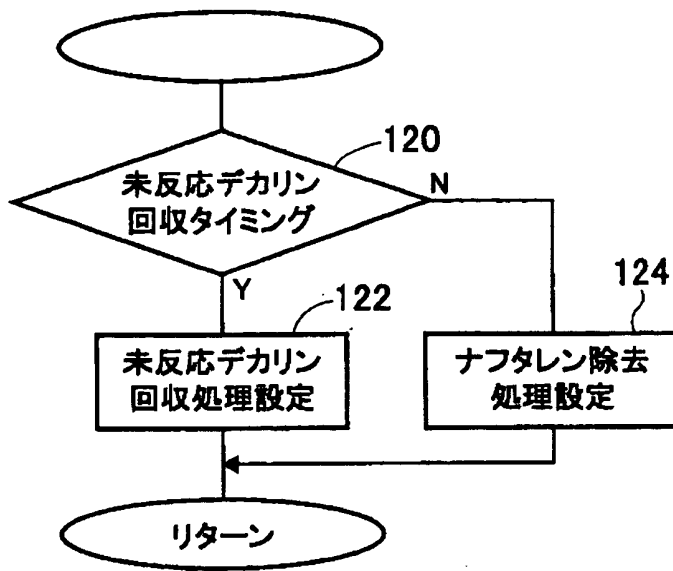 120
未反応デカリン
回収タイミング
N
Y
122
124
未反応デカリン
回収処理設定
ナフタレン除去
処理設定
リターン